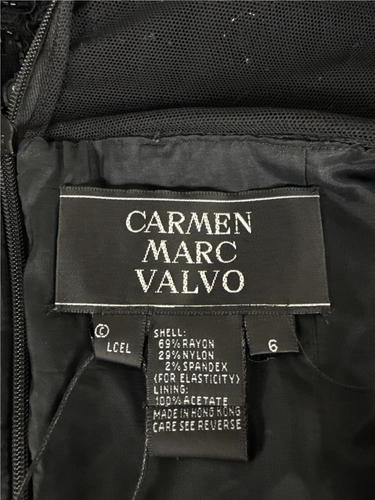 CARMEN
MARC
VALVO
©
LCEL
SHELL:
69% RAYON
29% NYLON
2% SPANDEX
(FOR ELASTICITY)
LINING:
100% ACETATE
MADE IN HONG KONG
CARE SEE REVERSE
6